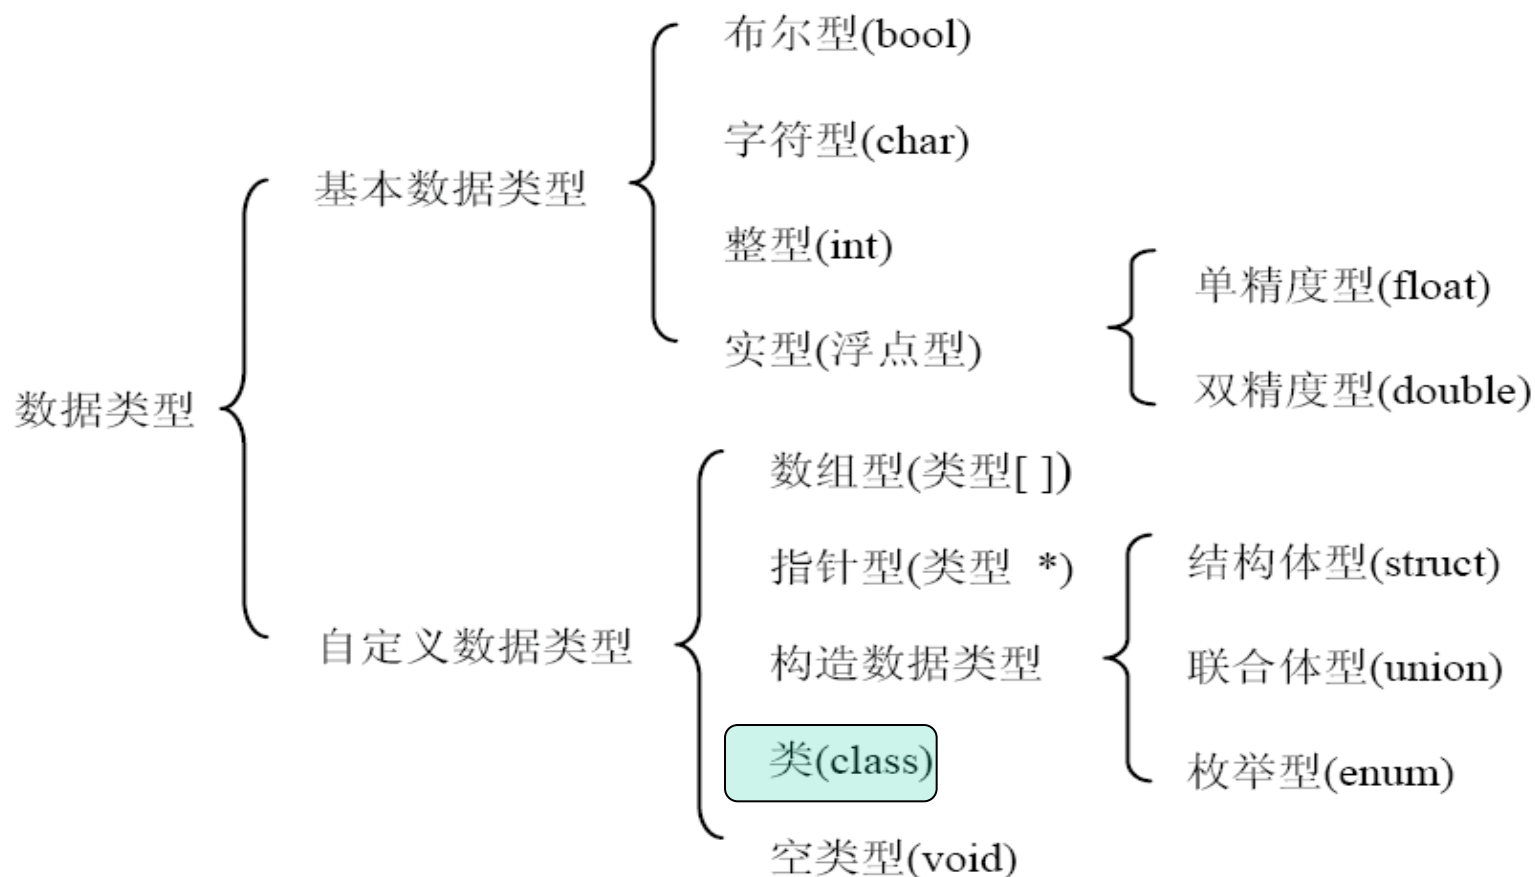 布尔型(bool)
字符型(char)
基本数据类型
整型(int)
单精度型(float)
实型(浮点型)
双精度型(double)
数据类型
数组型(类型[ ])
指针型(类型 *)
结构体型(struct)
自定义数据类型
构造数据类型
联合体型(union)
类(class)
枚举型(enum)
空类型(void)